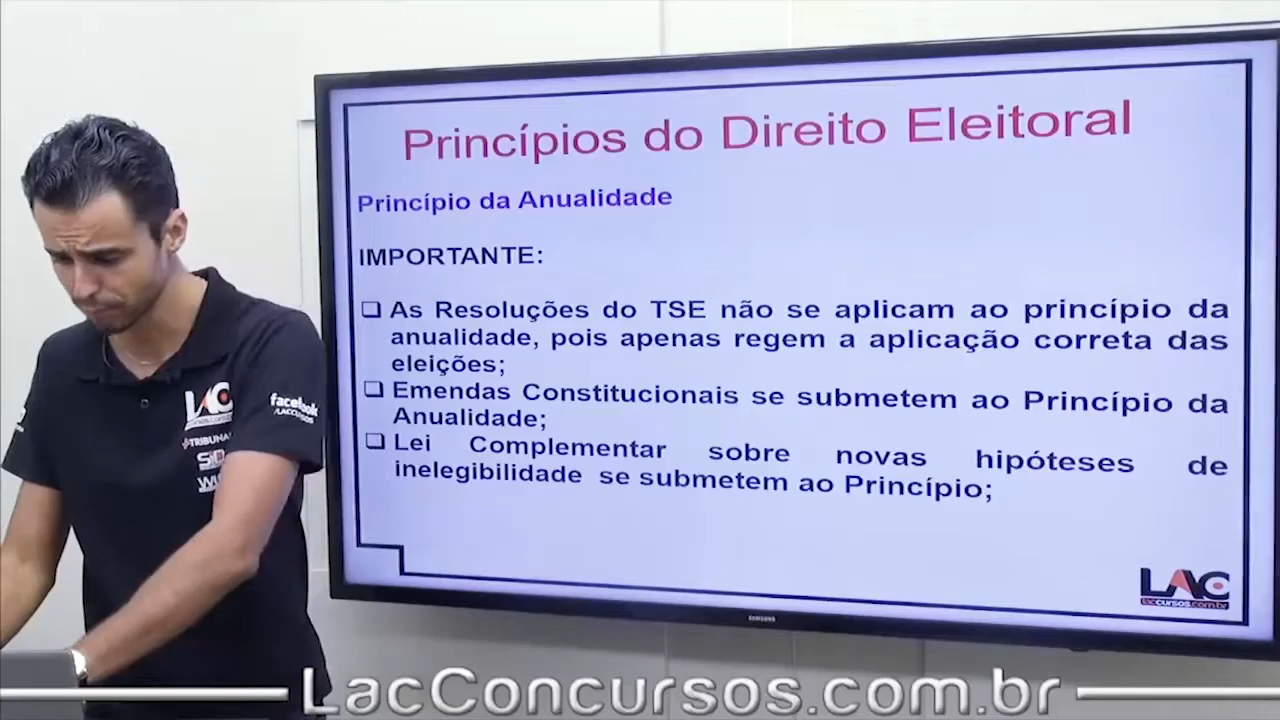 Princípios do Direito Eleitoral
Princípio da Anualidade
IMPORTANTE:
❑ As Resoluções do TSE não se aplicam ao princípio da
anualidade, pois apenas regem a aplicação correta das
eleições;
❑ Emendas Constitucionais se submetem ao Princípio da
Anualidade;
❑ Lei Complementar sobre novas hipóteses de
inelegibilidade se submetem ao Princípio;
LAC
laccursos.com.br
SAMSUNG
LAC
facebook
/LACCURSOS
+TRIBUNAL
LacConcursos.com.br